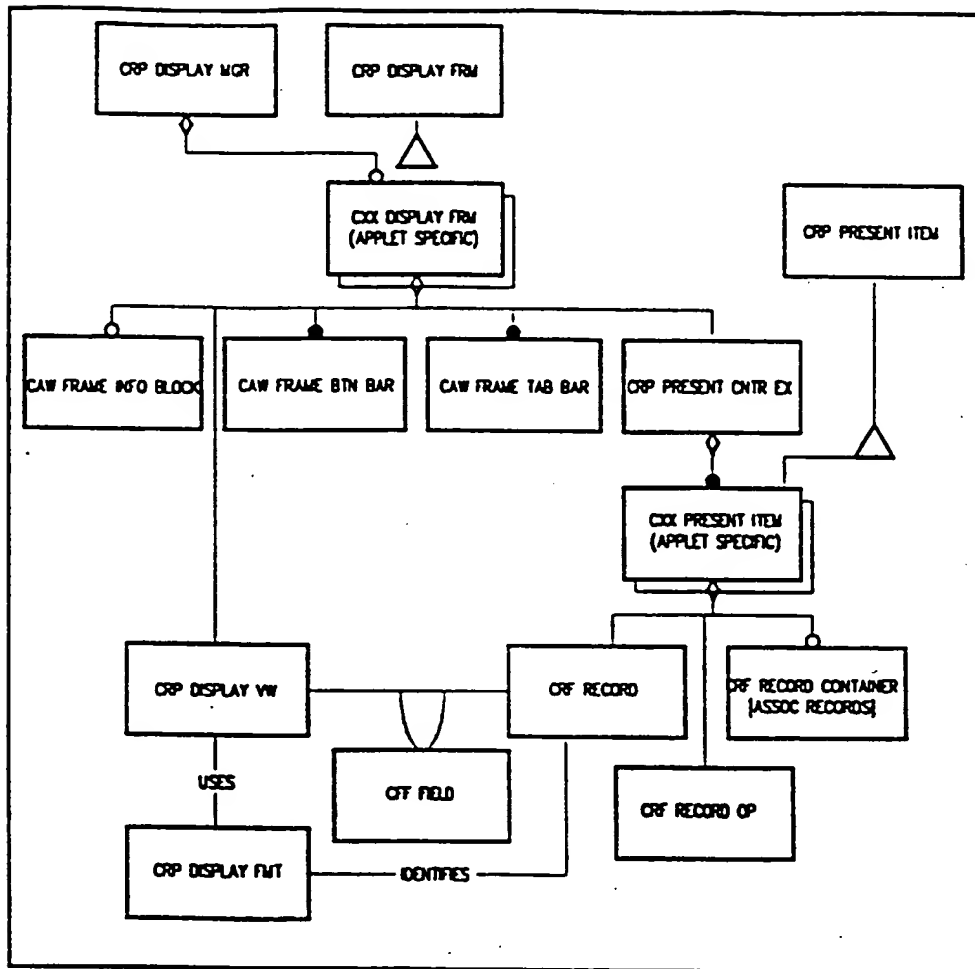 CRP DISPLAY MGR
CRP DISPLAY FRM
CXX DISPLAY FRM
(APPLET SPECIFIC)
CRP PRESENT ITEM
CAW FRAME INFO BLOCK
CAW FRAME BTN BAR
CAW FRAME TAB BAR
CRP PRESENT CNTR EX
CXX PRESENT ITEM
(APPLET SPECIFIC)
CRP DISPLAY VW
CRF RECORD
CRF RECORD CONTAINER
[ASSOC RECORDS]
USES
CFF FIELD
CRF RECORD OP
CRP DISPLAY FMT
IDENTIFIES